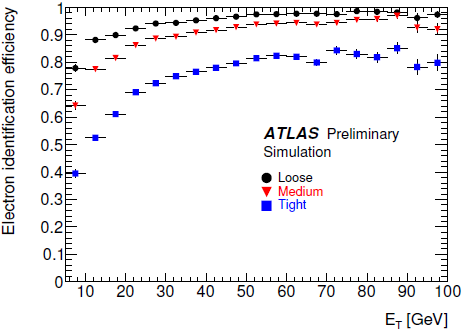 Electron identification efficiency
1
0.9
0.8
0.7
0.6
0.5
0.4
0.3
0.2
0.1
0
ATLAS Preliminary
Simulation
Loose
Medium
Tight
10 20 30 40 50 60 70 80 90 100
E_T [GeV]